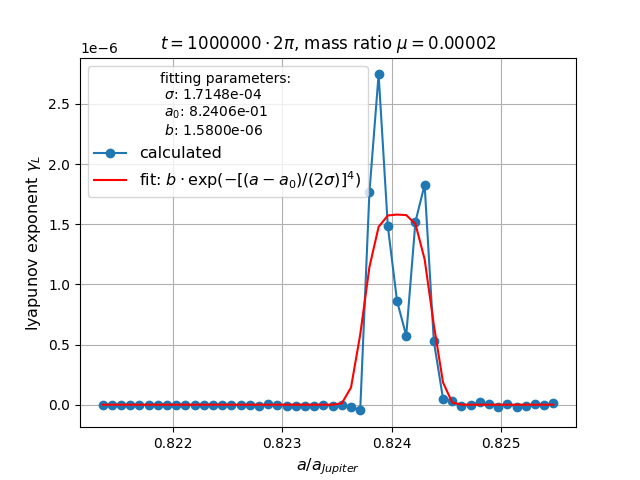 t = 1000000 · 2π, mass ratio μ = 0.00002
1e−6
fitting parameters:
σ: 1.7148e-04
a₀: 8.2406e-01
b: 1.5800e-06
calculated
fit: b · exp(−[(a − a₀)/(2σ)]⁴)
lyapunov exponent γ_L
2.5
2.0
1.5
1.0
0.5
0.0
0.822
0.823
0.824
0.825
a/a_Jupiter